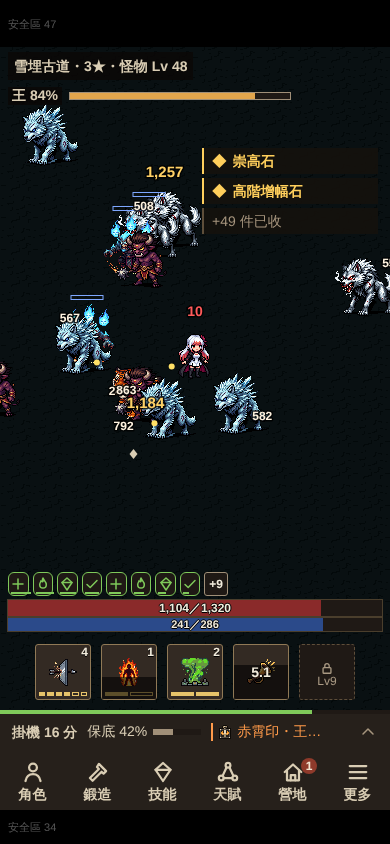 安全區 47
雪埋古道・3★・怪物 Lv 48
王 84%
◆ 崇高石
1,257
◆ 高階增幅石
508
+49 件已收
10
567
2863
1,184
582
792
+9
1,104／1,320
241／286
4
1
2
5.1
Lv9
掛機 16 分 保底 42% 赤霄印・王…
1
角色 鍛造 技能 天賦 營地 更多
安全區 34